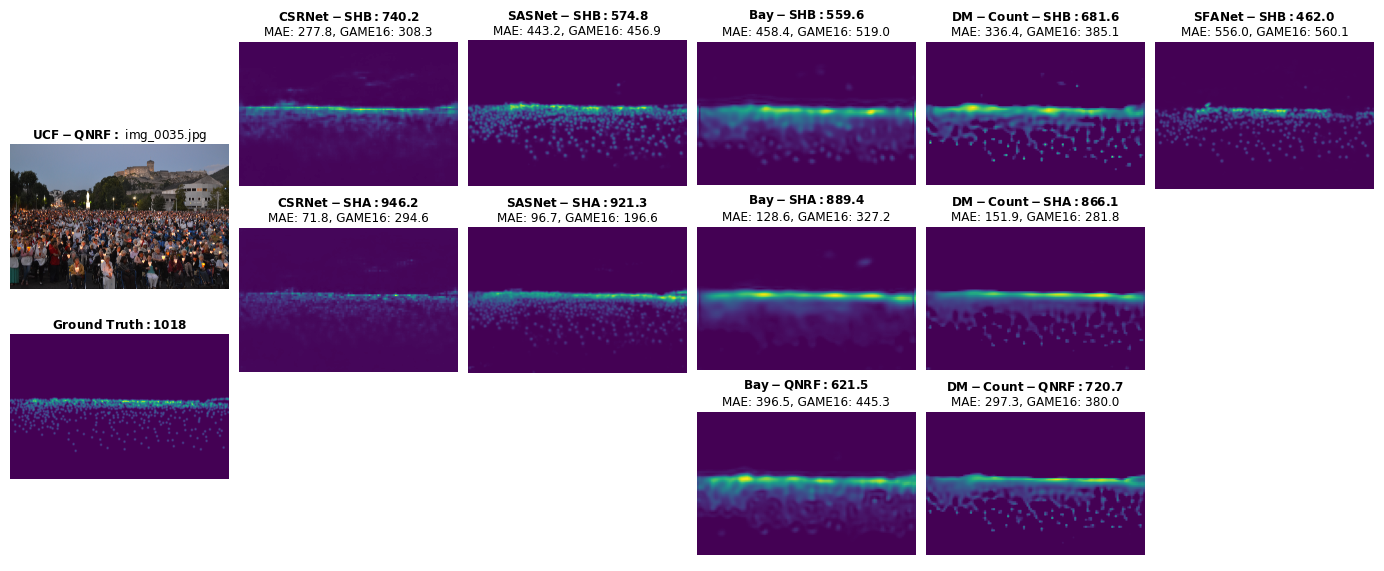 CSRNet-SHB: 740.2
MAE: 277.8, GAME16: 308.3
SASNet-SHB: 574.8
MAE: 443.2, GAME16: 456.9
Bay-SHB: 559.6
MAE: 458.4, GAME16: 519.0
DM-Count-SHB: 681.6
MAE: 336.4, GAME16: 385.1
SFANet-SHB: 462.0
MAE: 556.0, GAME16: 560.1
UCF-QNRF: img_0035.jpg
CSRNet-SHA: 946.2
MAE: 71.8, GAME16: 294.6
SASNet-SHA: 921.3
MAE: 96.7, GAME16: 196.6
Bay-SHA: 889.4
MAE: 128.6, GAME16: 327.2
DM-Count-SHA: 866.1
MAE: 151.9, GAME16: 281.8
Ground Truth: 1018
Bay-QNRF: 621.5
MAE: 396.5, GAME16: 445.3
DM-Count-QNRF: 720.7
MAE: 297.3, GAME16: 380.0